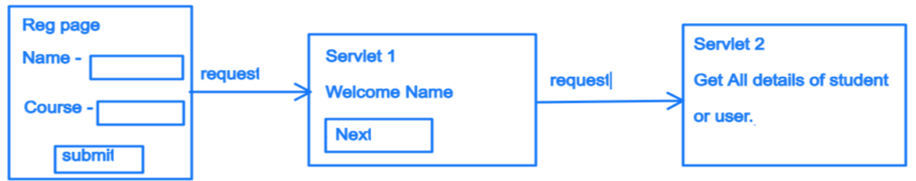 Reg page
Name -
Course -
submit
request
Servlet 1
Welcome Name
Next
request
Servlet 2
Get All details of student
or user.